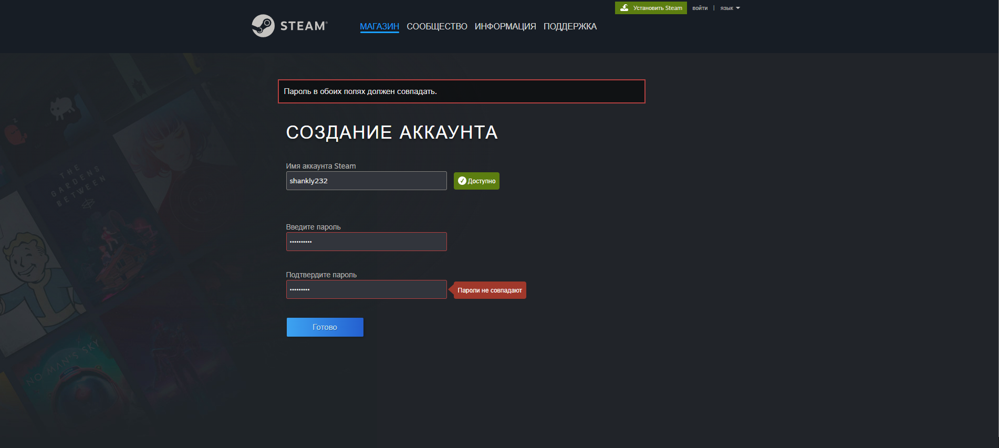 Установить Steam
войти | язык
STEAM®
МАГАЗИН СООБЩЕСТВО ИНФОРМАЦИЯ ПОДДЕРЖКА
Пароль в обоих полях должен совпадать.
СОЗДАНИЕ АККАУНТА
Имя аккаунта Steam
shankly232
Доступно
Введите пароль
••••••••••
Подтвердите пароль
•••••••••
Пароли не совпадают
Готово
Z
THE
GARDENS
BETWEEN
NO MAN'S SKY